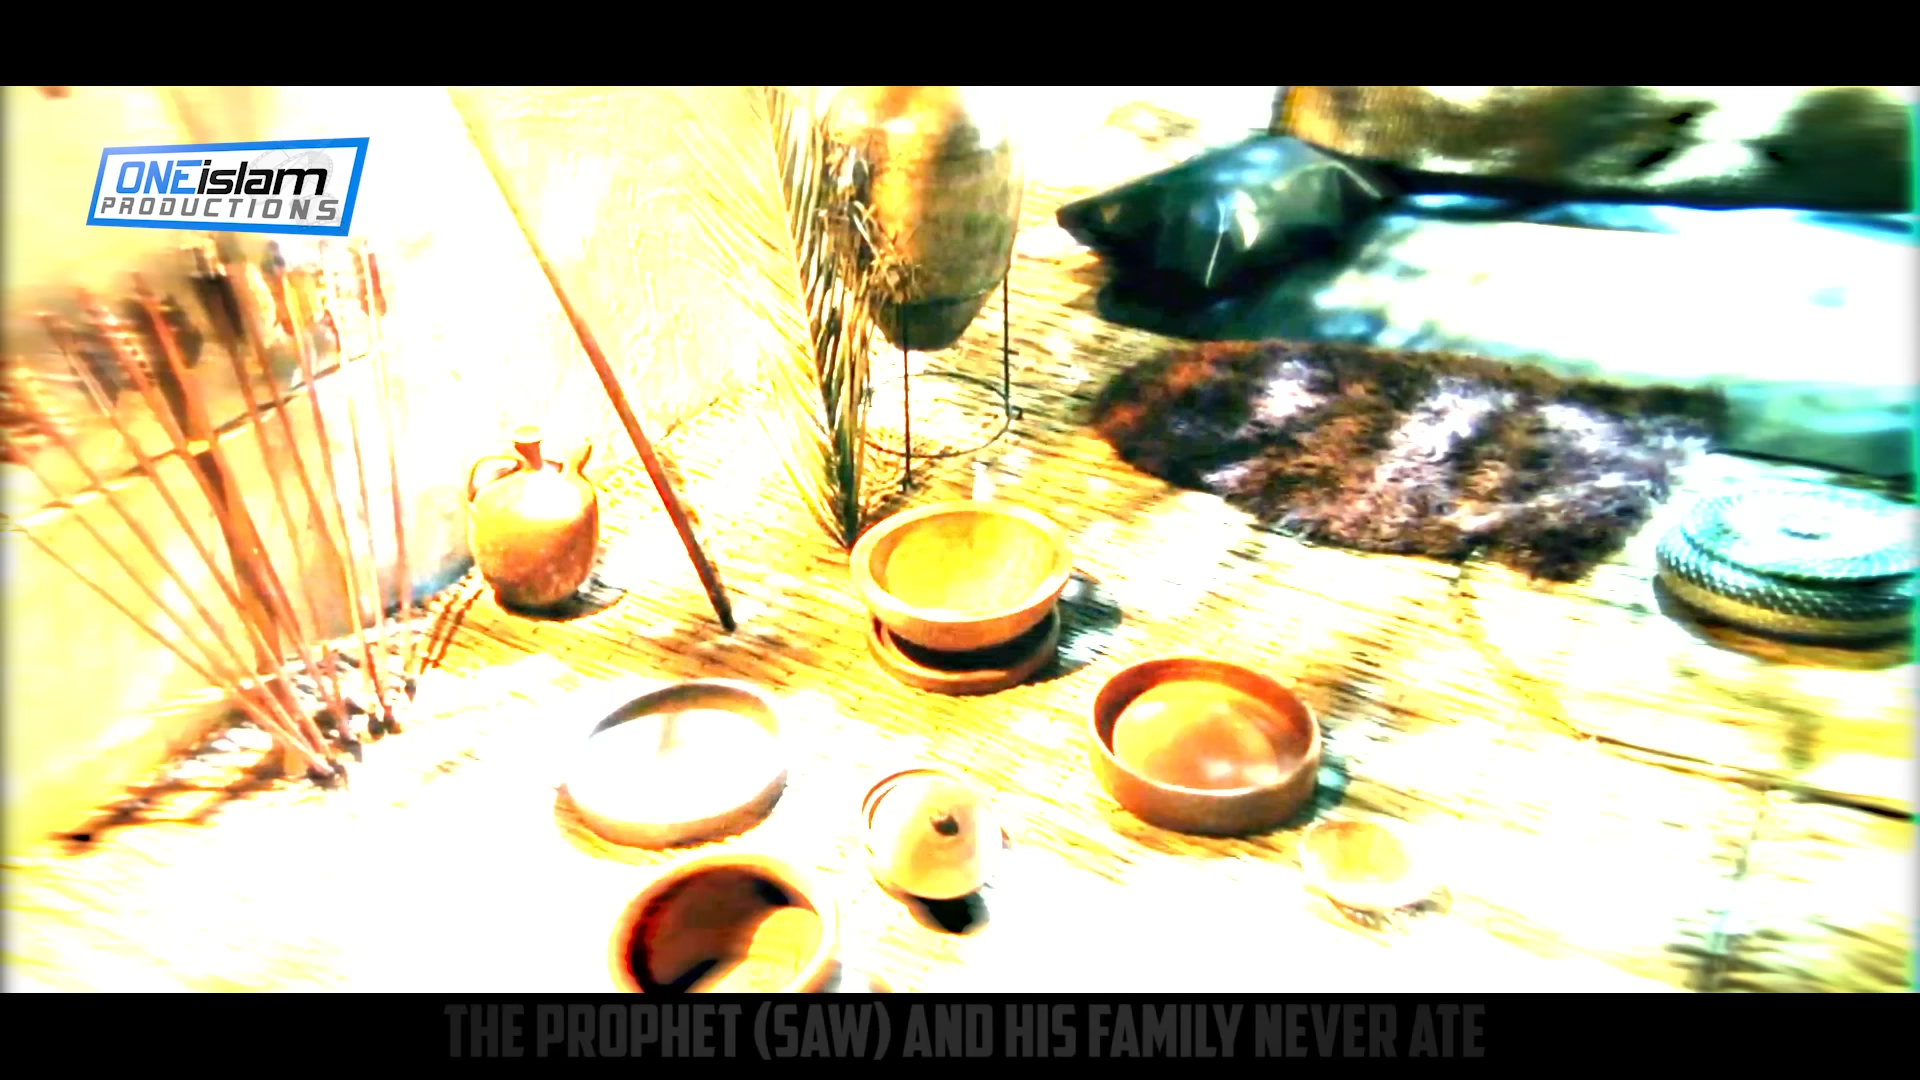 ONEislam
PRODUCTIONS
THE PROPHET (SAW) AND HIS FAMILY NEVER ATE